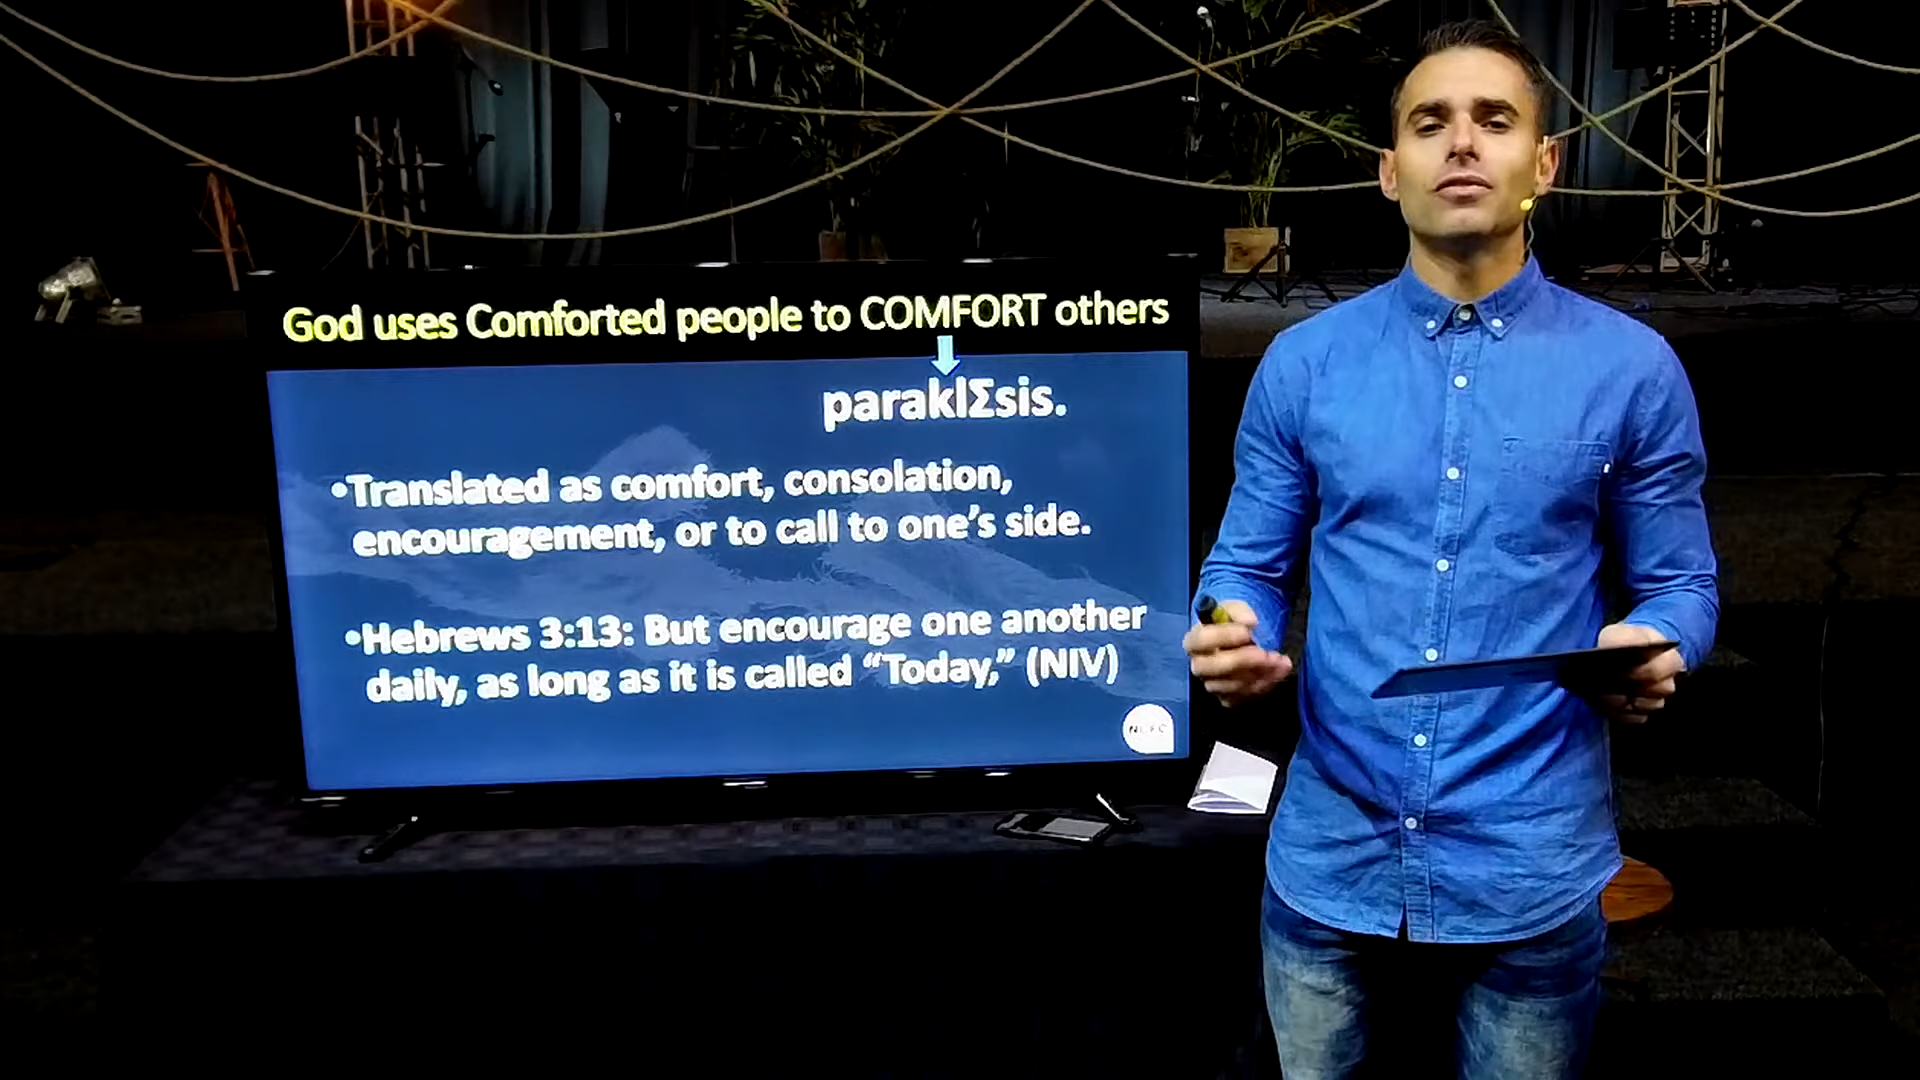 God uses Comforted people to COMFORT others
paraklΣsis.
•Translated as comfort, consolation,
encouragement, or to call to one’s side.
•Hebrews 3:13: But encourage one another
daily, as long as it is called “Today,” (NIV)